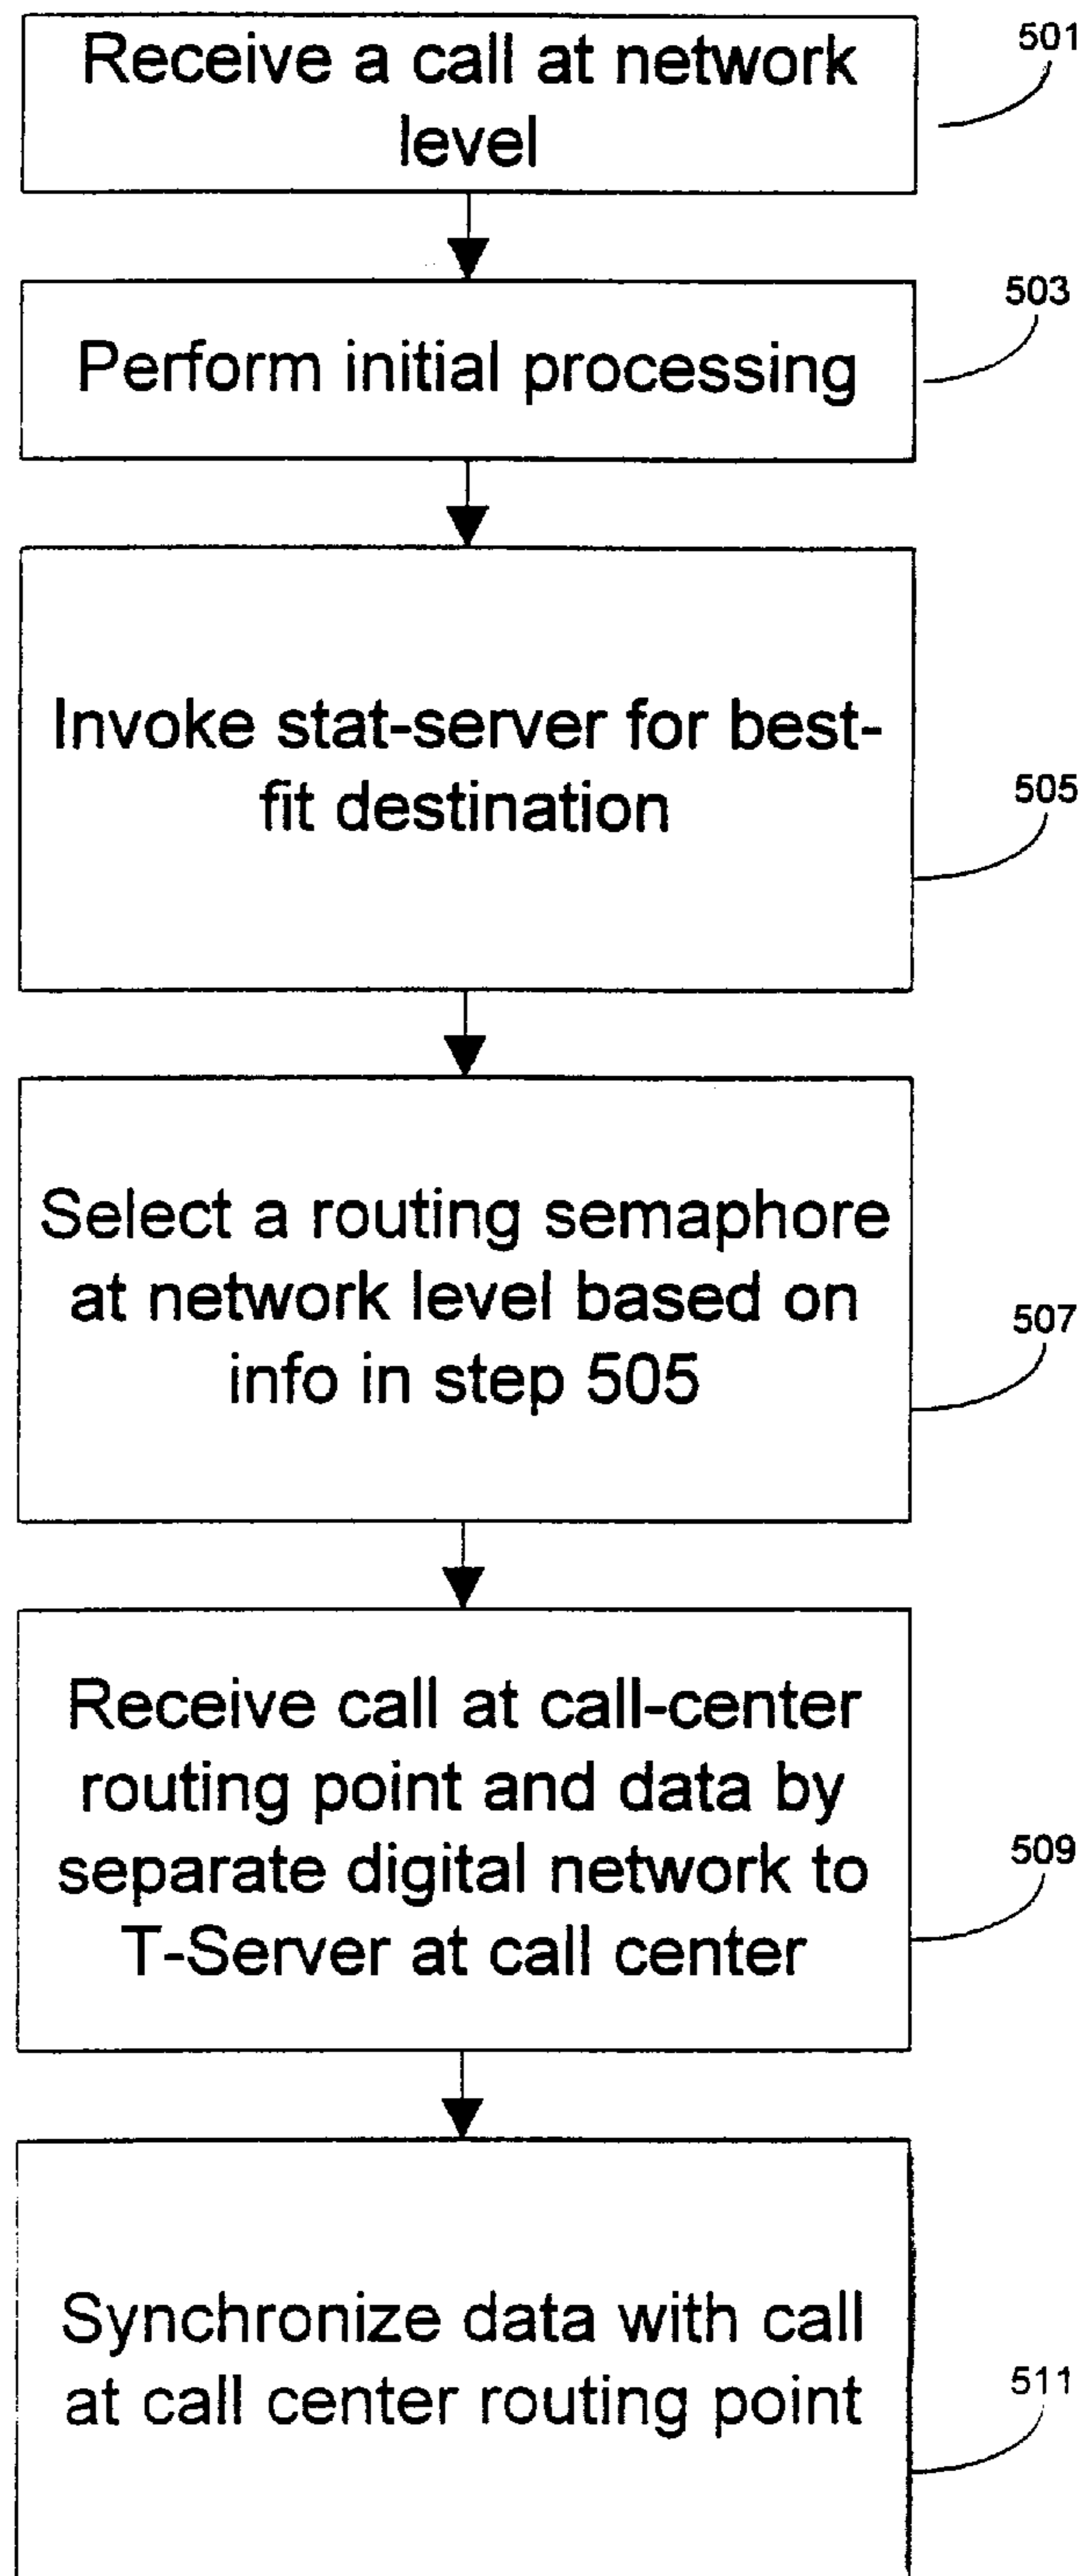 Receive a call at network
level
501
Perform initial processing
503
Invoke stat-server for best-
fit destination
505
Select a routing semaphore
at network level based on
info in step 505
507
Receive call at call-center
routing point and data by
separate digital network to
T-Server at call center
509
Synchronize data with call
at call center routing point
511